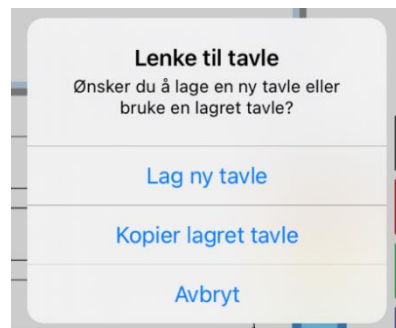 Lenke til tavle
Ønsker du å lage en ny tavle eller
bruke en lagret tavle?
Lag ny tavle
Kopier lagret tavle
Avbryt